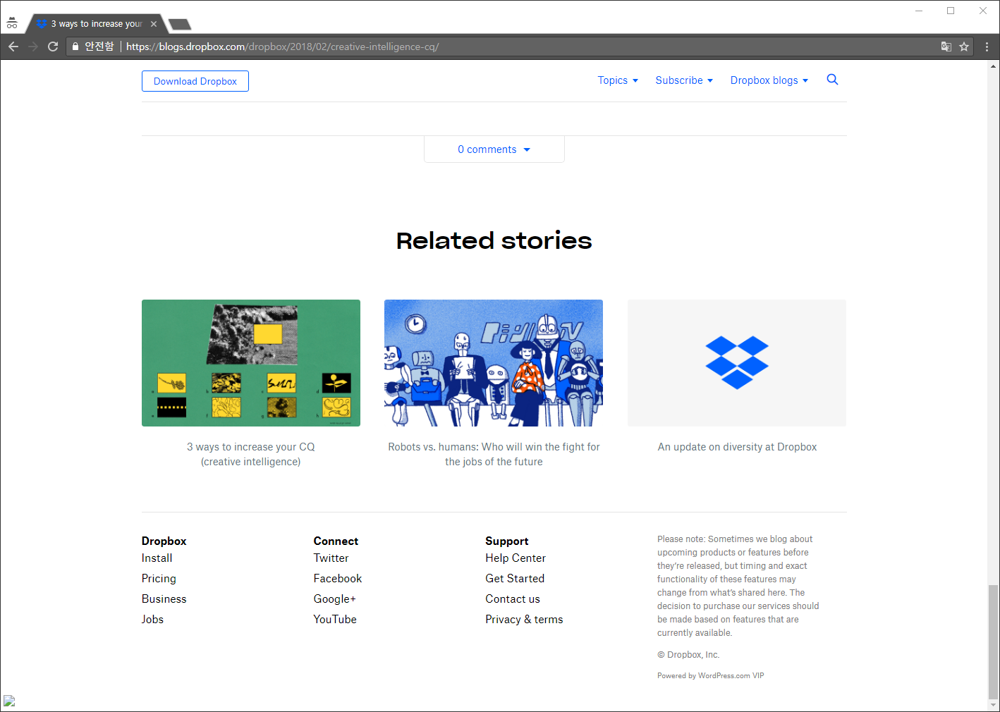 3 ways to increase your
안전함 https://blogs.dropbox.com/dropbox/2018/02/creative-intelligence-cq/
Download Dropbox Topics Subscribe Dropbox blogs
0 comments
Related stories
a b c d
e f g h
3 ways to increase your CQ
(creative intelligence)
Robots vs. humans: Who will win the fight for
the jobs of the future
An update on diversity at Dropbox
Dropbox
Install
Pricing
Business
Jobs
Connect
Twitter
Facebook
Google+
YouTube
Support
Help Center
Get Started
Contact us
Privacy & terms
Please note: Sometimes we blog about
upcoming products or features before
they’re released, but timing and exact
functionality of these features may
change from what’s shared here. The
decision to purchase our services should
be made based on features that are
currently available.
© Dropbox, Inc.
Powered by WordPress.com VIP